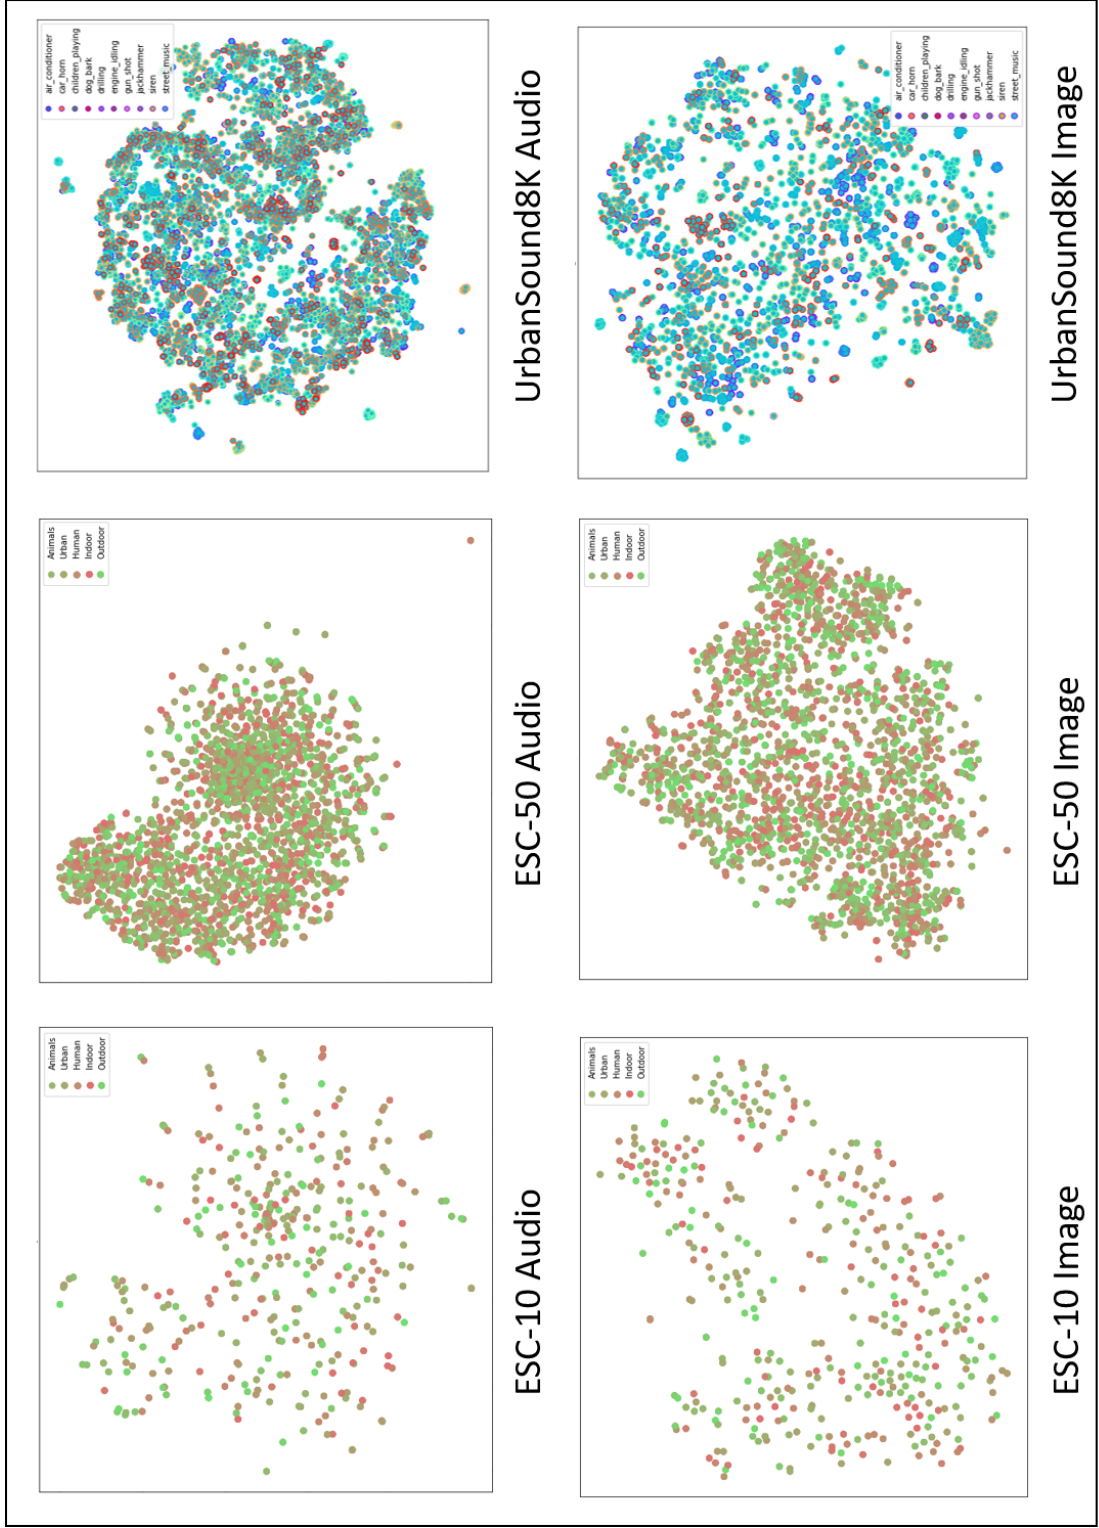 Animals
Urban
Human
Indoor
Outdoor
ESC-10 Audio
Animals
Urban
Human
Indoor
Outdoor
ESC-50 Audio
air_conditioner
car_horn
children_playing
dog_bark
drilling
engine_idling
gun_shot
jackhammer
siren
street_music
UrbanSound8K Audio
Animals
Urban
Human
Indoor
Outdoor
ESC-10 Image
Animals
Urban
Human
Indoor
Outdoor
ESC-50 Image
air_conditioner
car_horn
children_playing
dog_bark
drilling
engine_idling
gun_shot
jackhammer
siren
street_music
UrbanSound8K Image